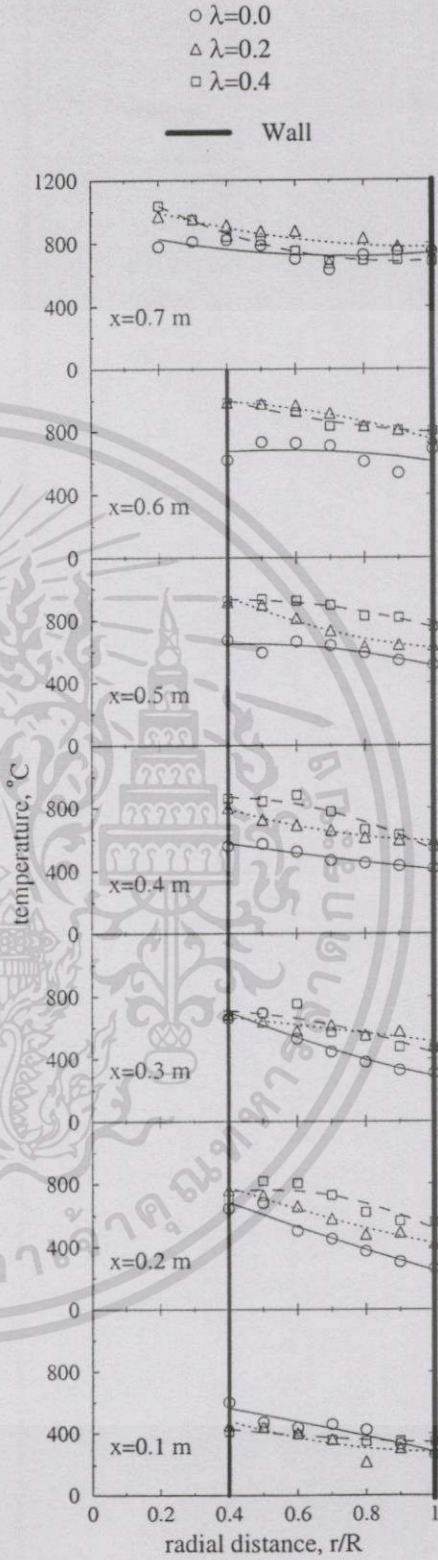 ○ λ=0.0
△ λ=0.2
□ λ=0.4
Wall
1200
800
400
x=0.7 m
0
800
400
x=0.6 m
0
800
400
x=0.5 m
0
800
400
x=0.4 m
0
800
400
x=0.3 m
0
800
400
x=0.2 m
0
800
400
x=0.1 m
0
temperature, °C
0 0.2 0.4 0.6 0.8 1
radial distance, r/R